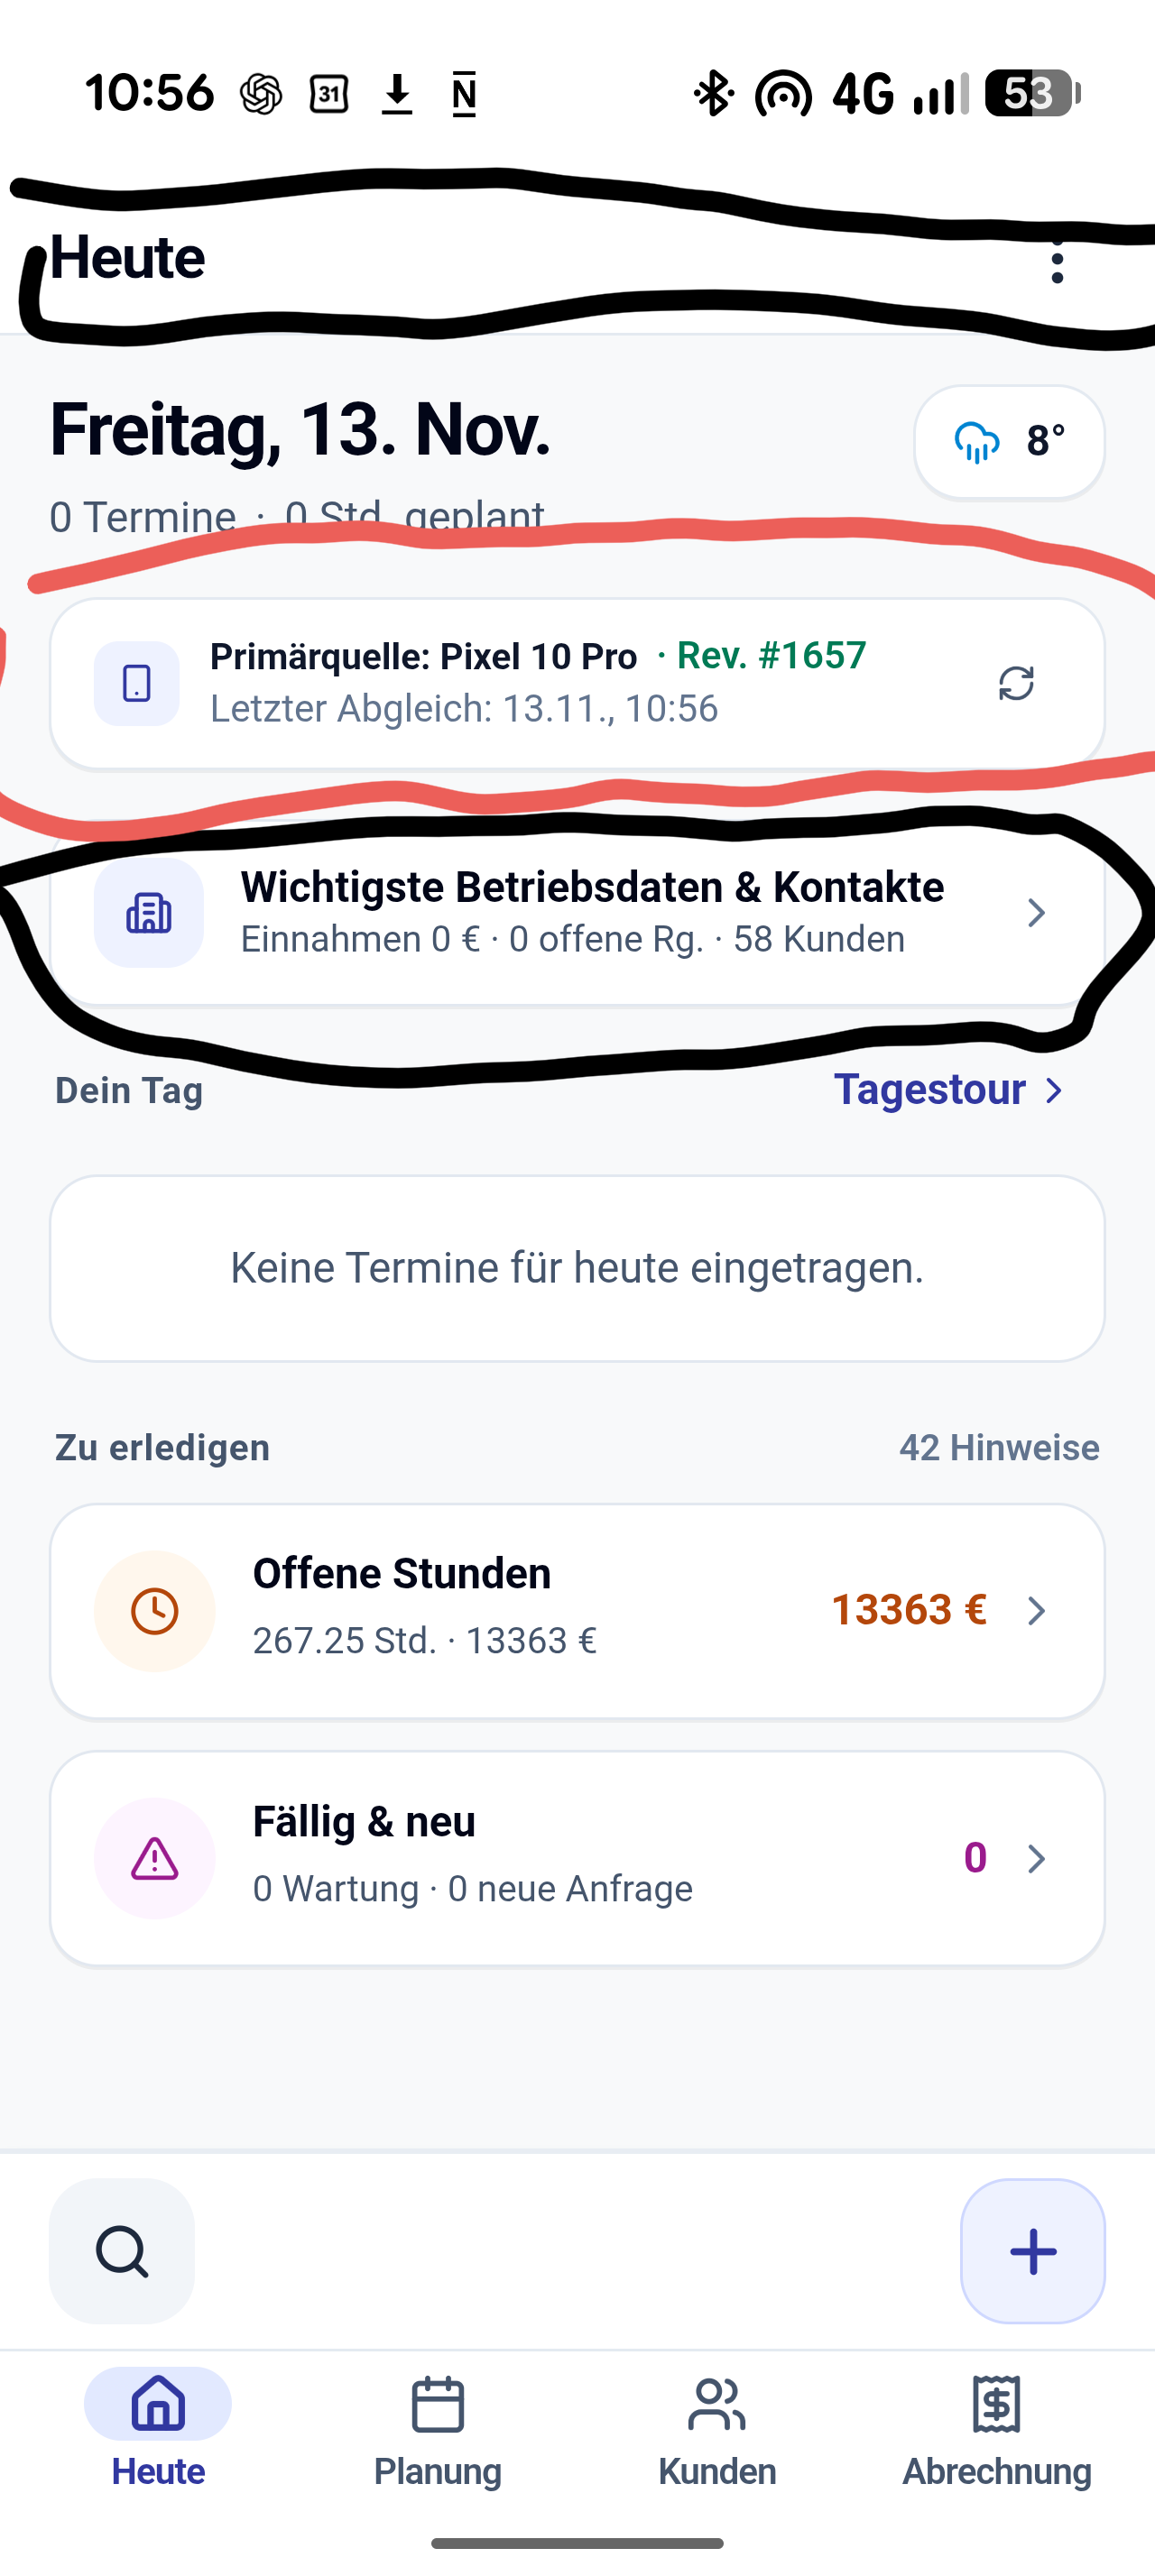 10:56 31 N 4G 53
Heute
Freitag, 13. Nov.
8°
0 Termine · 0 Std. geplant
Primärquelle: Pixel 10 Pro · Rev. #1657
Letzter Abgleich: 13.11., 10:56
Wichtigste Betriebsdaten & Kontakte
Einnahmen 0 € · 0 offene Rg. · 58 Kunden
Dein Tag
Tagestour
Keine Termine für heute eingetragen.
Zu erledigen
42 Hinweise
Offene Stunden
267.25 Std. · 13363 €
13363 €
Fällig & neu
0 Wartung · 0 neue Anfrage
0
Heute
Planung
Kunden
Abrechnung